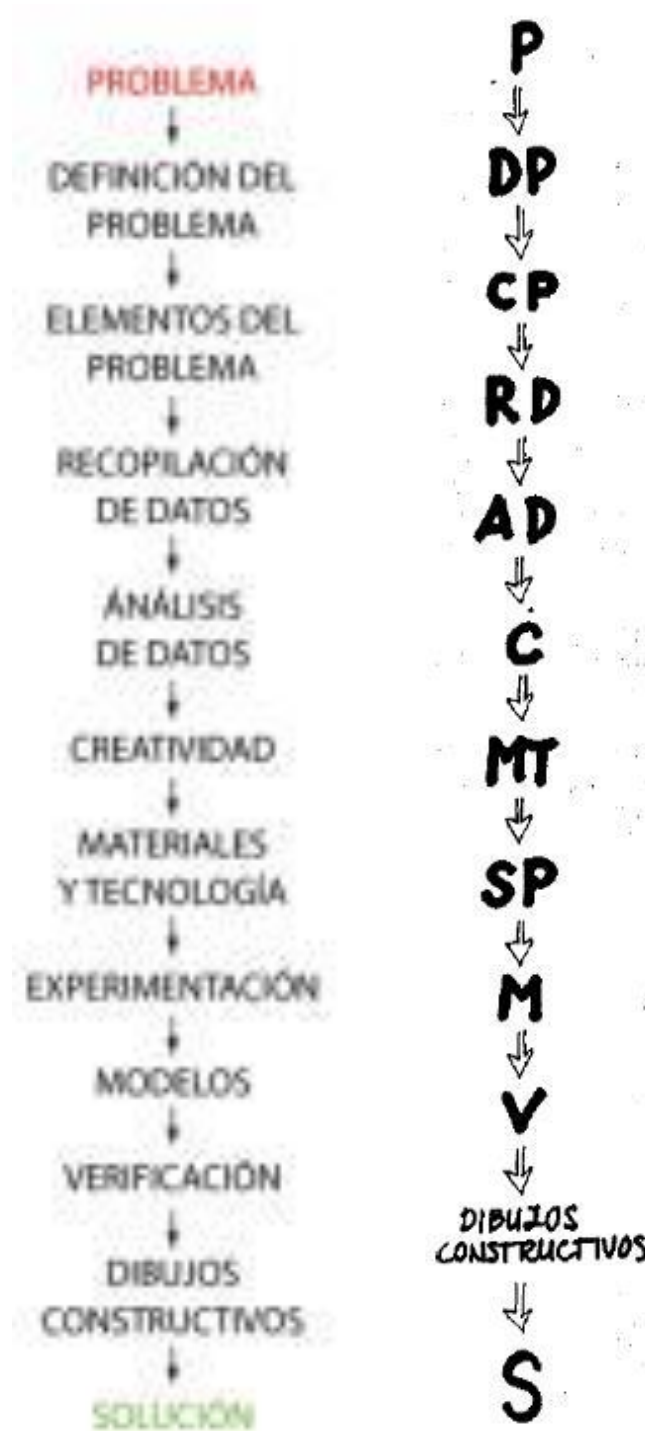 PROBLEMA
DEFINICIÓN DEL
PROBLEMA
ELEMENTOS DEL
PROBLEMA
RECOPILACIÓN
DE DATOS
ÁNÁLISIS
DE DATOS
CREATIVIDAD
MATERIALES
Y TECNOLOGÍA
EXPERIMENTACIÓN
MODELOS
VERIFICACIÓN
DIBUJOS
CONSTRUCTIVOS
SOLUCIÓN
P
DP
CP
RD
AD
C
MT
SP
M
V
DIBUJOS
CONSTRUCTIVOS
S